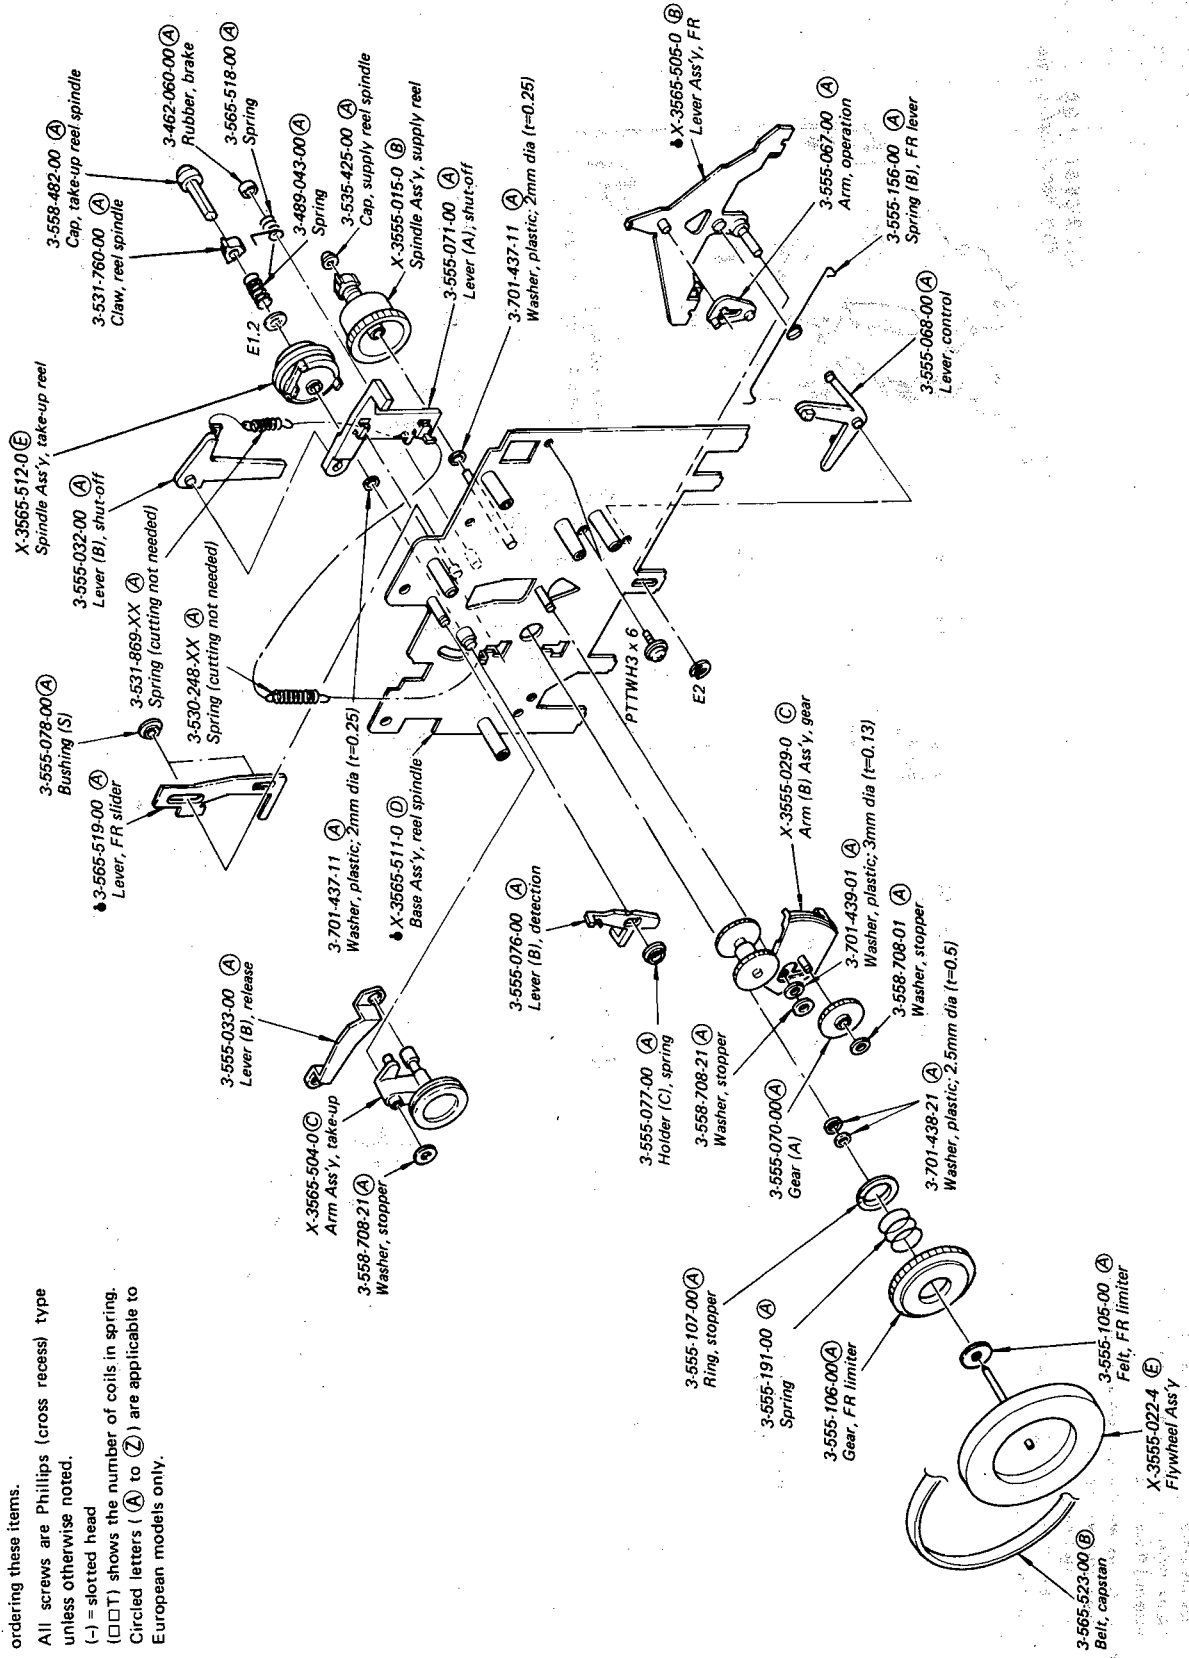 ordering these items.
All screws are Phillips (cross recess) type
unless otherwise noted.
(-) = slotted head
(□□T) shows the number of coils in spring.
Circled letters (Ⓐ to Ⓩ) are applicable to
European models only.
X-3565-512-0 Ⓔ
Spindle Ass'y, take-up reel
3-558-482-00 Ⓐ
Cap, take-up reel spindle
3-531-760-00 Ⓐ
Claw, reel spindle
3-462-060-00 Ⓐ
Rubber, brake
3-565-518-00 Ⓐ
Spring
E1.2
3-489-043-00 Ⓐ
Spring
3-535-425-00 Ⓐ
Cap, supply reel spindle
X-3555-015-0 Ⓑ
Spindle Ass'y, supply reel
3-555-071-00 Ⓐ
Lever (A), shut-off
3-701-437-11 Ⓐ
Washer, plastic; 2mm dia (t=0.25)
X-3565-505-0 Ⓑ
Lever Ass'y, FR
3-555-067-00 Ⓐ
Arm, operation
3-555-156-00 Ⓐ
Spring (B), FR lever
3-555-068-00 Ⓐ
Lever, control
3-555-032-00 Ⓐ
Lever (B), shut-off
3-531-869-XX Ⓐ
Spring (cutting not needed)
3-530-248-XX Ⓐ
Spring (cutting not needed)
3-555-078-00 Ⓐ
Bushing (S)
3-565-519-00 Ⓐ
Lever, FR slider
3-701-437-11 Ⓐ
Washer, plastic; 2mm dia (t=0.25)
X-3565-511-0 Ⓓ
Base Ass'y, reel spindle
PTTWH3 x 6
E2
3-555-033-00 Ⓐ
Lever (B), release
X-3565-504-0 Ⓒ
Arm Ass'y, take-up
3-558-708-21 Ⓐ
Washer, stopper
3-555-076-00 Ⓐ
Lever (B), detection
3-555-077-00 Ⓐ
Holder (C), spring
3-558-708-21 Ⓐ
Washer, stopper
3-555-070-00 Ⓐ
Gear (A)
X-3555-029-0 Ⓒ
Arm (B) Ass'y, gear
3-701-439-01 Ⓐ
Washer, plastic; 3mm dia (t=0.13)
3-558-708-01 Ⓐ
Washer, stopper
3-701-438-21 Ⓐ
Washer, plastic; 2.5mm dia (t=0.5)
3-555-107-00 Ⓐ
Ring, stopper
3-555-191-00 Ⓐ
Spring
3-555-106-00 Ⓐ
Gear, FR limiter
3-555-105-00 Ⓐ
Felt, FR limiter
X-3555-022-4 Ⓔ
Flywheel Ass'y
3-565-523-00 Ⓑ
Belt, capstan